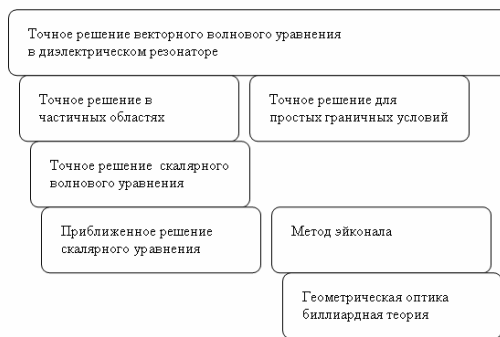 Точное решение векторного волнового уравнения
в диэлектрическом резонаторе
Точное решение в
частичных областях
Точное решение для
простых граничных условий
Точное решение скалярного
волнового уравнения
Приближенное решение
скалярного уравнения
Метод эйконала
Геометрическая оптика
биллиардная теория